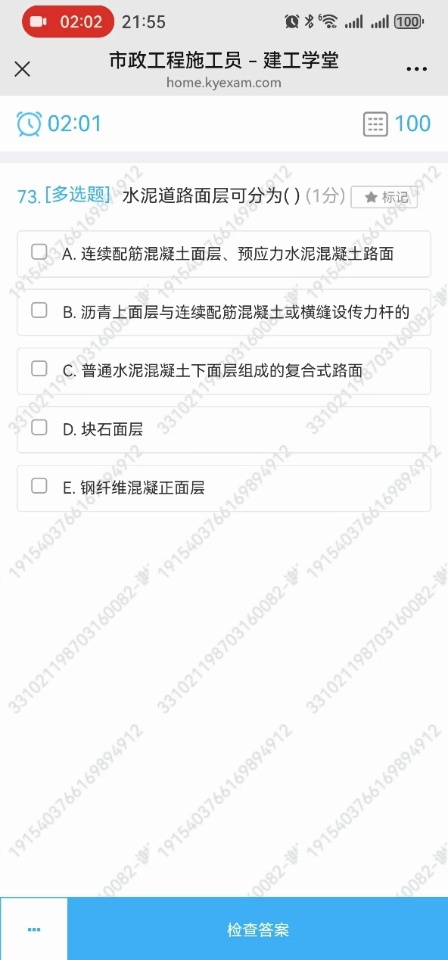 02:02 21:55 100
市政工程施工员 – 建工学堂
home.kyexam.com
02:01 100
73.[多选题] 水泥道路面层可分为( ) (1分) ★ 标记
A. 连续配筋混凝土面层、预应力水泥混凝土路面
B. 沥青上面层与连续配筋混凝土或横缝设传力杆的
C. 普通水泥混凝土下面层组成的复合式路面
D. 块石面层
E. 钢纤维混凝正面层
检查答案
1915403766169894912